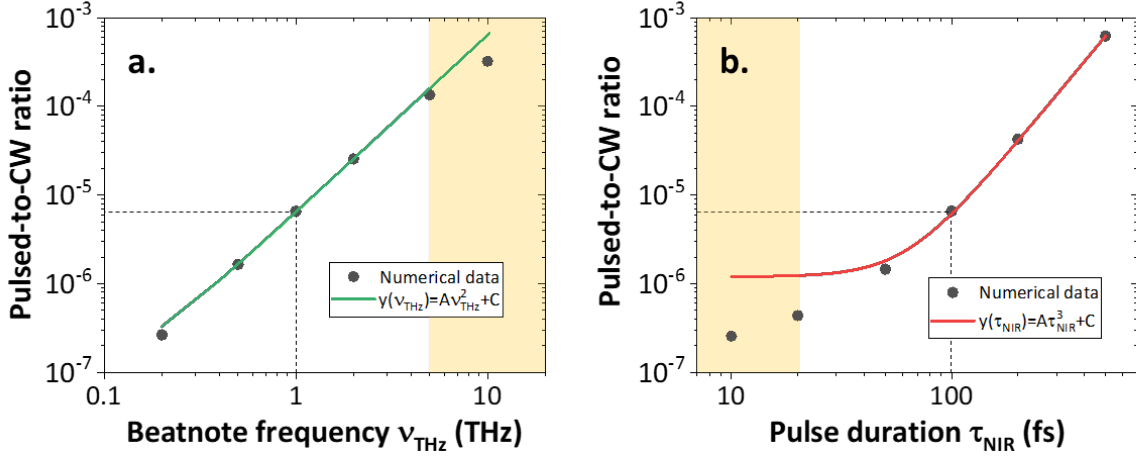 a.
Pulsed-to-CW ratio
10⁻³
10⁻⁴
10⁻⁵
10⁻⁶
10⁻⁷
0.1
1
10
Numerical data
y(ν_THz)=Aν²_THz+C
Beatnote frequency ν_THz (THz)
b.
Pulsed-to-CW ratio
10⁻³
10⁻⁴
10⁻⁵
10⁻⁶
10⁻⁷
10
100
Numerical data
y(τ_NIR)=Aτ³_NIR+C
Pulse duration τ_NIR (fs)